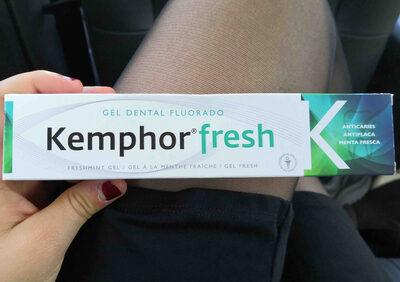 GEL DENTAL FLUORADO
Kemphor® fresh
FRESHMINT GEL / GEL À LA MENTHE FRAÎCHE / GEL FRESH
ANTICARIES
ANTIPLACA
MENTA FRESCA